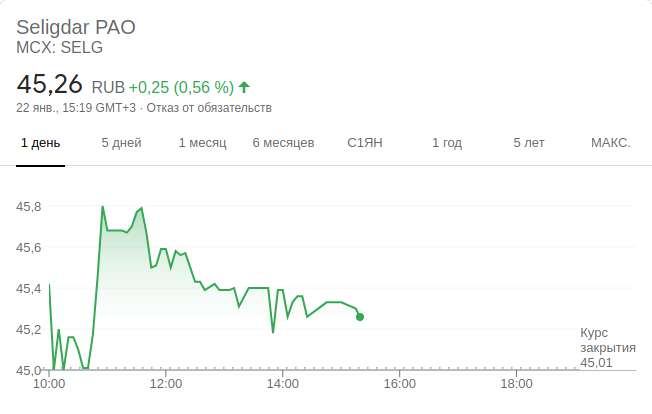 Seligdar PAO
MCX: SELG
45,26 RUB +0,25 (0,56 %)
22 янв., 15:19 GMT+3 · Отказ от обязательств
1 день 5 дней 1 месяц 6 месяцев С1ЯН 1 год 5 лет МАКС.
45,8
45,6
45,4
45,2
45,0
Курс
закрытия
45,01
10:00 12:00 14:00 16:00 18:00